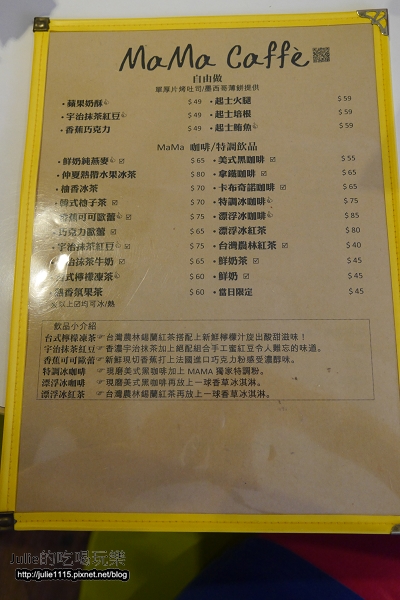 MaMa Caffè
自由做
單厚片烤吐司/墨西哥薄餅提供
・蘋果奶酥 $ 49 ・起士火腿 $ 59
・宇治抹茶紅豆 $ 49 ・起士培根 $ 59
・香蕉巧克力 $ 49 ・起士鮪魚 $ 59
MaMa 咖啡/特調飲品
・鮮奶純燕麥 ☑ $ 65 ・美式黑咖啡 ☑ $ 55
・仲夏熱帶水果冰茶 $ 80 ・拿鐵咖啡 ☑ $ 65
・柚香冰茶 $ 70 ・卡布奇諾咖啡 ☑ $ 65
・韓式柚子茶 ☑ $ 70 ・特調冰咖啡 $ 75
・香蕉可可歐蕾 ☑ $ 75 ・漂浮冰咖啡 $ 85
・巧克力歐蕾 ☑ $ 65 ・漂浮冰紅茶 $ 80
・宇治抹茶紅豆 ☑ $ 75 ・台灣農林紅茶 ☑ $ 40
宇治抹茶牛奶 ☑ $ 65 ・鮮奶茶 ☑ $ 45
台式檸檬凍茶 $ 60 ・鮮奶 ☑ $ 45
熱香氛果茶 $ 60 ・當日限定 $ 45
以上☑均可冰/熱
飲品小介紹
台式檸檬凍茶☞台灣農林錫蘭紅茶搭配上新鮮檸檬汁旋出酸甜滋味！
宇治抹茶紅豆☞香濃宇治抹茶加上絕配組合手工蜜紅豆令人難忘的味道。
香蕉可可歐蕾☞新鮮現切香蕉打上法國進口巧克力粉感受濃醇味。
特調冰咖啡 ☞現磨美式黑咖啡加上 MAMA 獨家特調粉。
漂浮冰咖啡 ☞現磨美式黑咖啡再放上一球香草冰淇淋。
漂浮冰紅茶 ☞台灣農林錫蘭紅茶再放上一球香草冰淇淋。
Julie的吃喝玩樂
http://julie1115.pixnet.net/blog